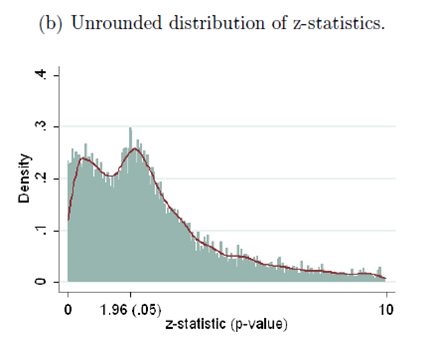 (b) Unrounded distribution of z-statistics.
.4
.3
.2
.1
0
Density
0 1.96 (.05) 10
z-statistic (p-value)